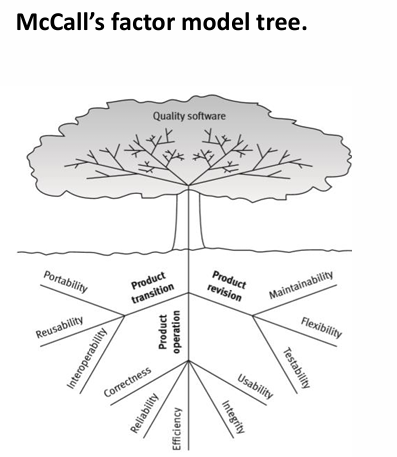 McCall's factor model tree.
Quality software
Portability
Reusability
Interoperability
Product
transition
Product
revision
Maintainability
Flexibility
Testability
Product
operation
Correctness
Reliability
Efficiency
Integrity
Usability